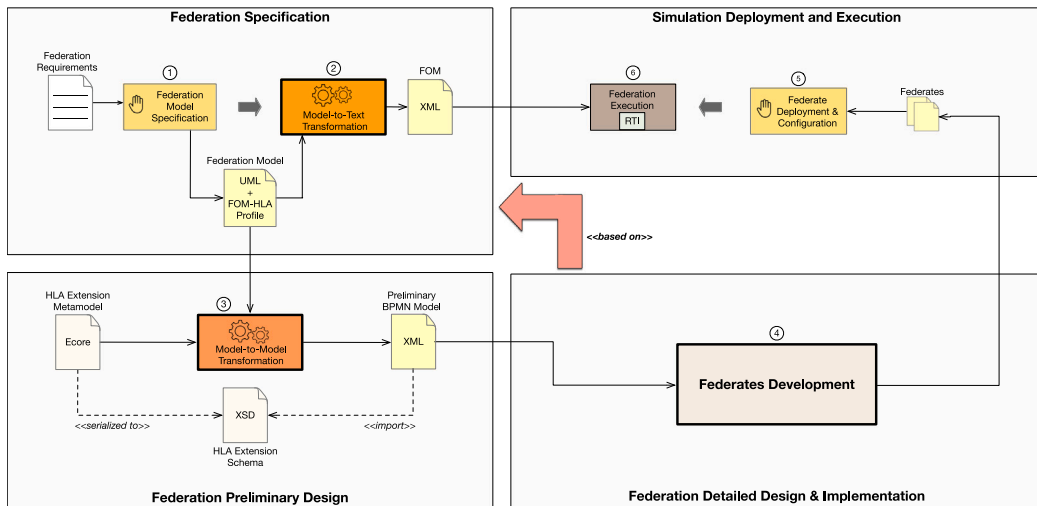 Federation Specification
Federation
Requirements
1
Federation
Model
Specification
2
Model-to-Text
Transformation
FOM
XML
Federation Model
UML
+
FOM-HLA
Profile
Simulation Deployment and Execution
6
Federation
Execution
RTI
5
Federate
Deployment &
Configuration
Federates
<<based on>>
HLA Extension
Metamodel
Ecore
3
Model-to-Model
Transformation
Preliminary
BPMN Model
XML
<<serialized to>>
XSD
<<import>>
HLA Extension
Schema
Federation Preliminary Design
4
Federates Development
Federation Detailed Design & Implementation